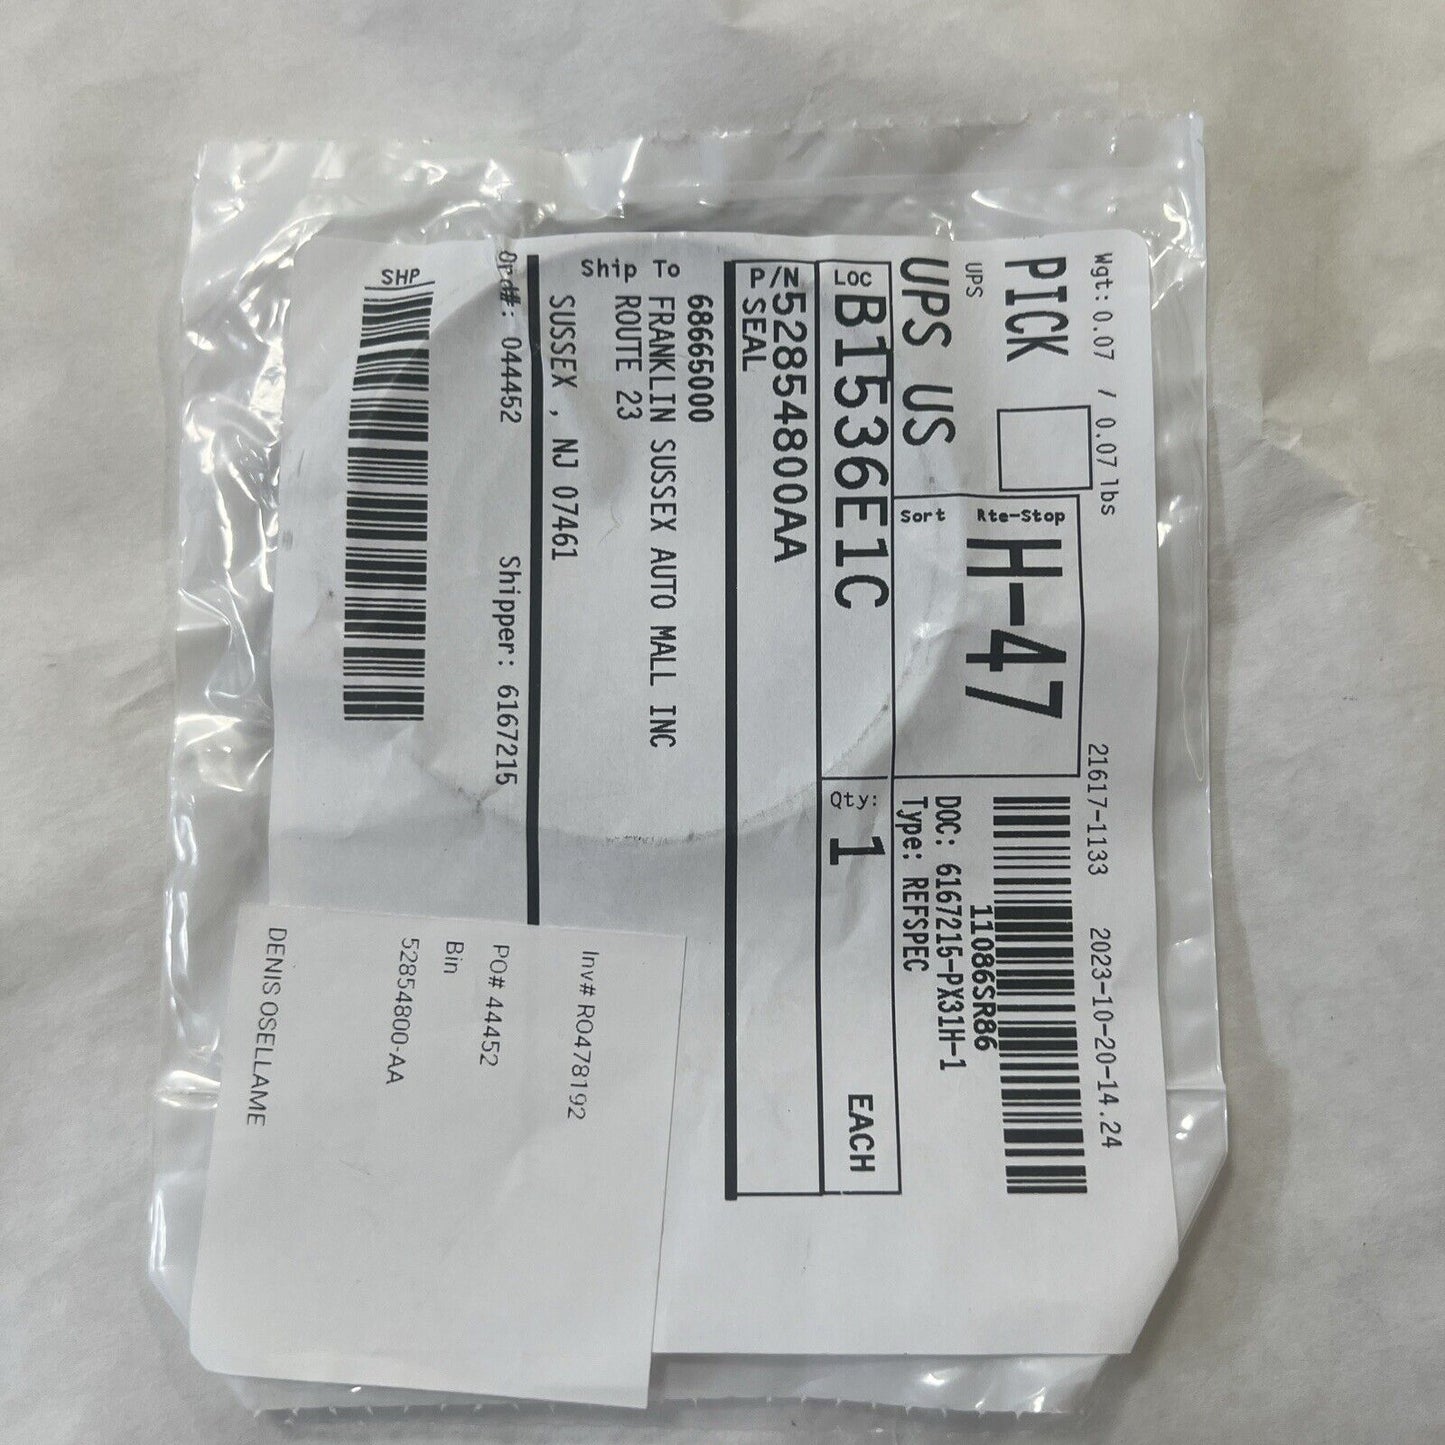 Wgt: 0.07 / 0.07 lbs
21617-1133
2023-10-20-14.24
PICK
UPS
UPS US
Rte-Stop
Sort
H-47
11086SR86
DOC: 6167215-PX31H-1
Type: REFSPEC
Loc
B1536E1C
Qty:
1
EACH
P/N 52854800AA
SEAL
68665000
Ship To
FRANKLIN SUSSEX AUTO MALL INC
ROUTE 23
SUSSEX , NJ 07461
Ord#: 044452
Shipper: 6167215
SHP
Inv# RO478192
PO# 44452
Bin
52854800-AA
DENIS OSELLAME